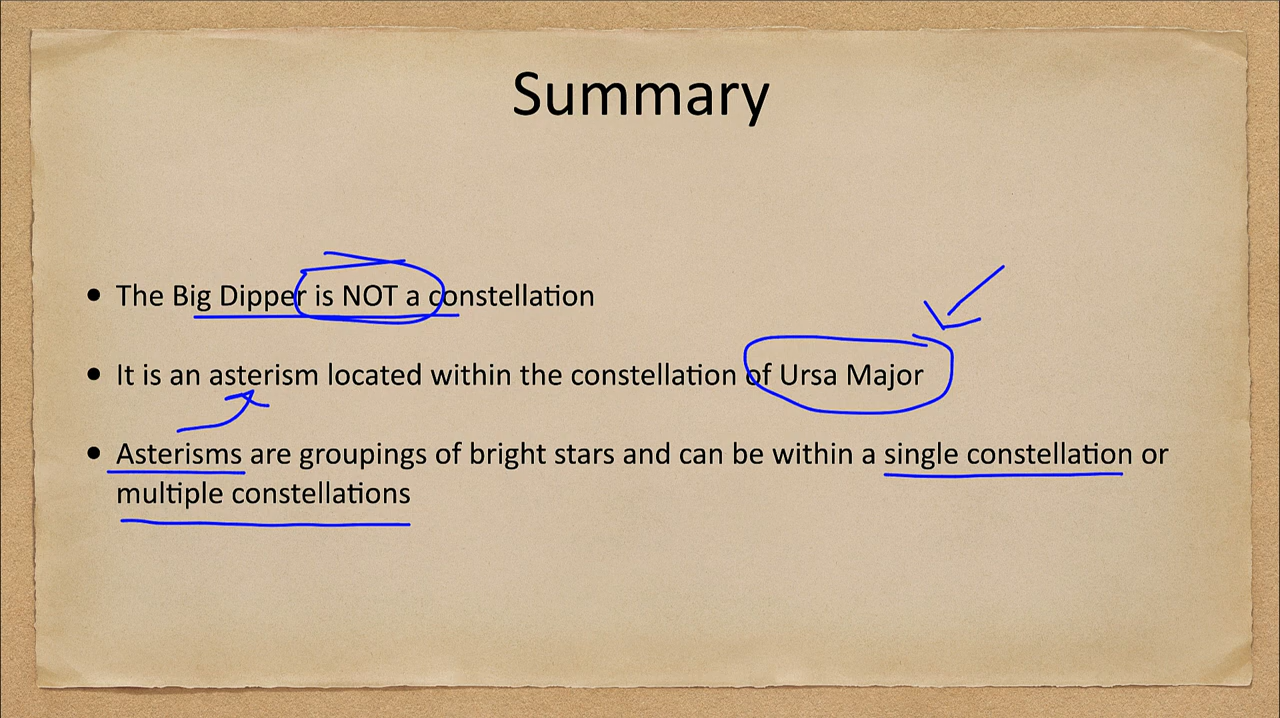 Summary
• The Big Dipper is NOT a constellation
• It is an asterism located within the constellation of Ursa Major
• Asterisms are groupings of bright stars and can be within a single constellation or
multiple constellations